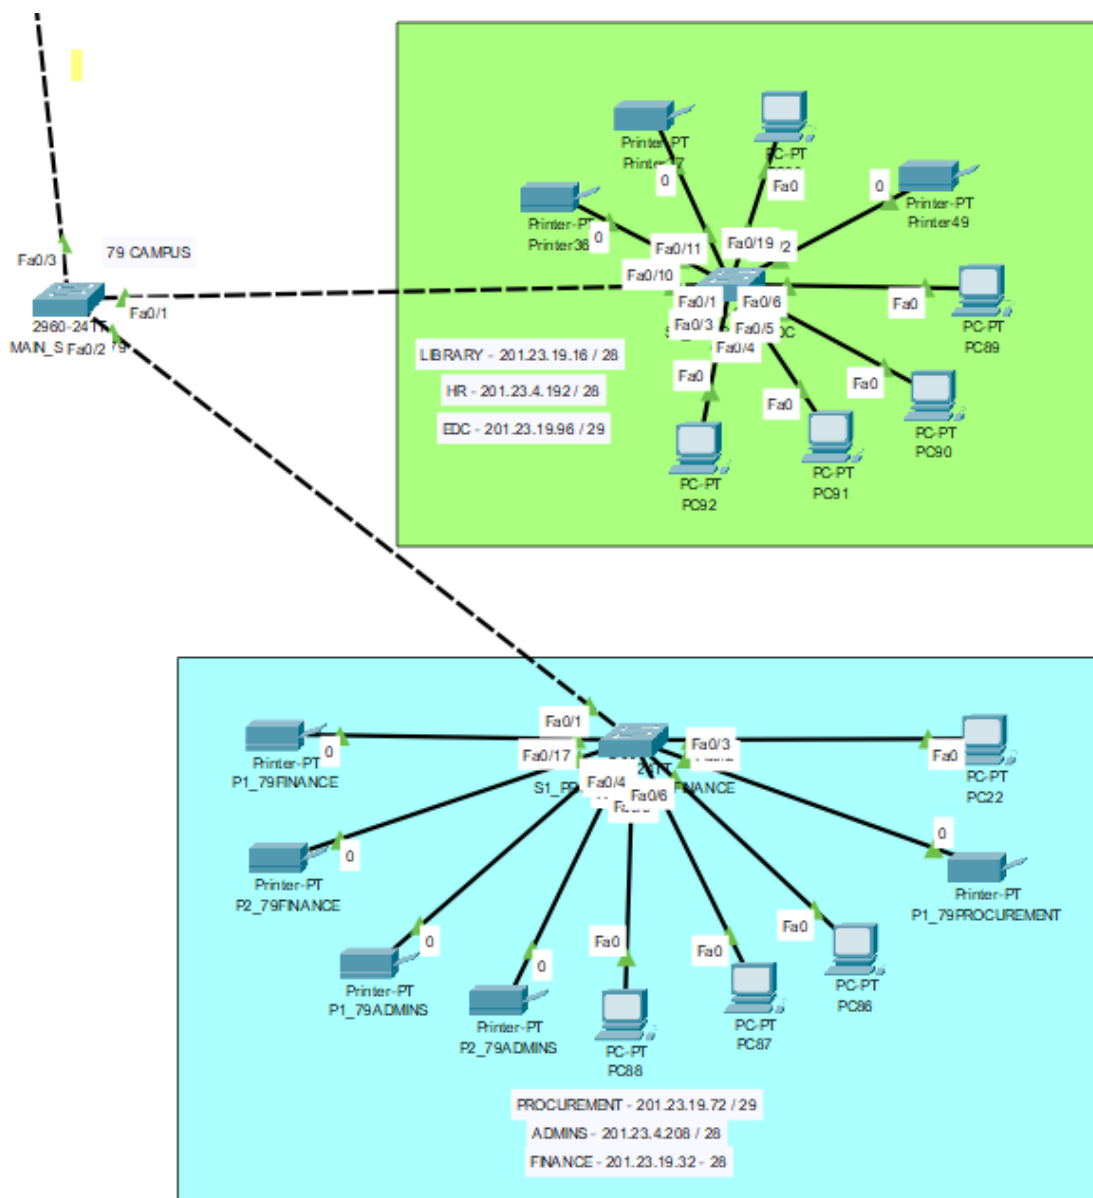 Printer-PT
PC-PT
0
Fa0
0
Printer-PT
Printer49
Printer-PT
Printer36
0
Fa0/3
79 CAMPUS
Fa0/11
Fa0/19
Fa0/10
Fa0/1
Fa0/1
Fa0/6
Fa0
PC-PT
PC89
2960-24TT
Fa0/2
Fa0/3
Fa0/5
Fa0/4
LIBRARY - 201.23.19.16 / 28
HR - 201.23.4.192 / 28
EDC - 201.23.19.96 / 29
Fa0
Fa0
Fa0
PC-PT
PC90
PC-PT
PC91
PC-PT
PC92
Fa0/1
Fa0/17
Fa0/3
0
Fa0
Printer-PT
P1_79FINANCE
Fa0/4
Fa0/6
FINANCE
PC-PT
PC22
0
0
Printer-PT
P2_79FINANCE
Printer-PT
P1_79PROCUREMENT
0
0
Fa0
Fa0
Fa0
Printer-PT
P1_79ADMINS
Printer-PT
P2_79ADMINS
PC-PT
PC88
PC-PT
PC87
PC-PT
PC86
PROCUREMENT - 201.23.19.72 / 29
ADMINS - 201.23.4.208 / 28
FINANCE - 201.23.19.32 - 28